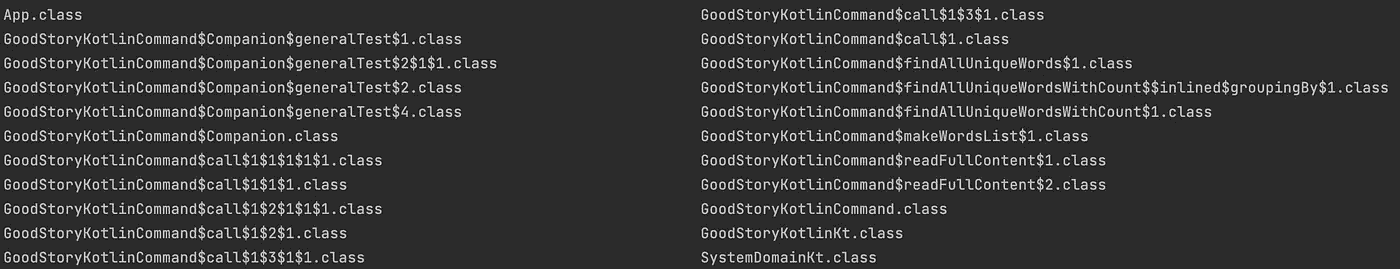 App.class
GoodStoryKotlinCommand$Companion$generalTest$1.class
GoodStoryKotlinCommand$Companion$generalTest$2$1$1.class
GoodStoryKotlinCommand$Companion$generalTest$2.class
GoodStoryKotlinCommand$Companion$generalTest$4.class
GoodStoryKotlinCommand$Companion.class
GoodStoryKotlinCommand$call$1$1$1$1$1.class
GoodStoryKotlinCommand$call$1$1$1.class
GoodStoryKotlinCommand$call$1$2$1$1$1.class
GoodStoryKotlinCommand$call$1$2$1.class
GoodStoryKotlinCommand$call$1$3$1$1.class
GoodStoryKotlinCommand$call$1$3$1.class
GoodStoryKotlinCommand$call$1.class
GoodStoryKotlinCommand$findAllUniqueWords$1.class
GoodStoryKotlinCommand$findAllUniqueWordsWithCount$$inlined$groupingBy$1.class
GoodStoryKotlinCommand$findAllUniqueWordsWithCount$1.class
GoodStoryKotlinCommand$makeWordsList$1.class
GoodStoryKotlinCommand$readFullContent$1.class
GoodStoryKotlinCommand$readFullContent$2.class
GoodStoryKotlinCommand.class
GoodStoryKotlinKt.class
SystemDomainKt.class